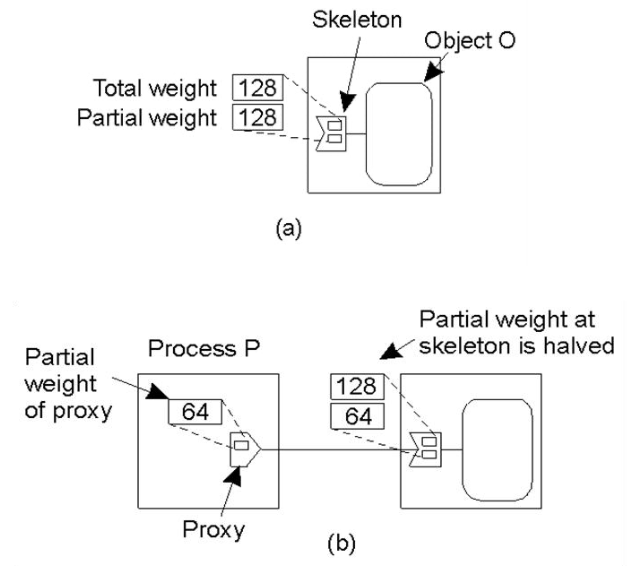 Skeleton
Object O
Total weight 128
Partial weight 128
(a)
Partial weight at
skeleton is halved
Process P
Partial
weight
of proxy
64
128
64
Proxy
(b)